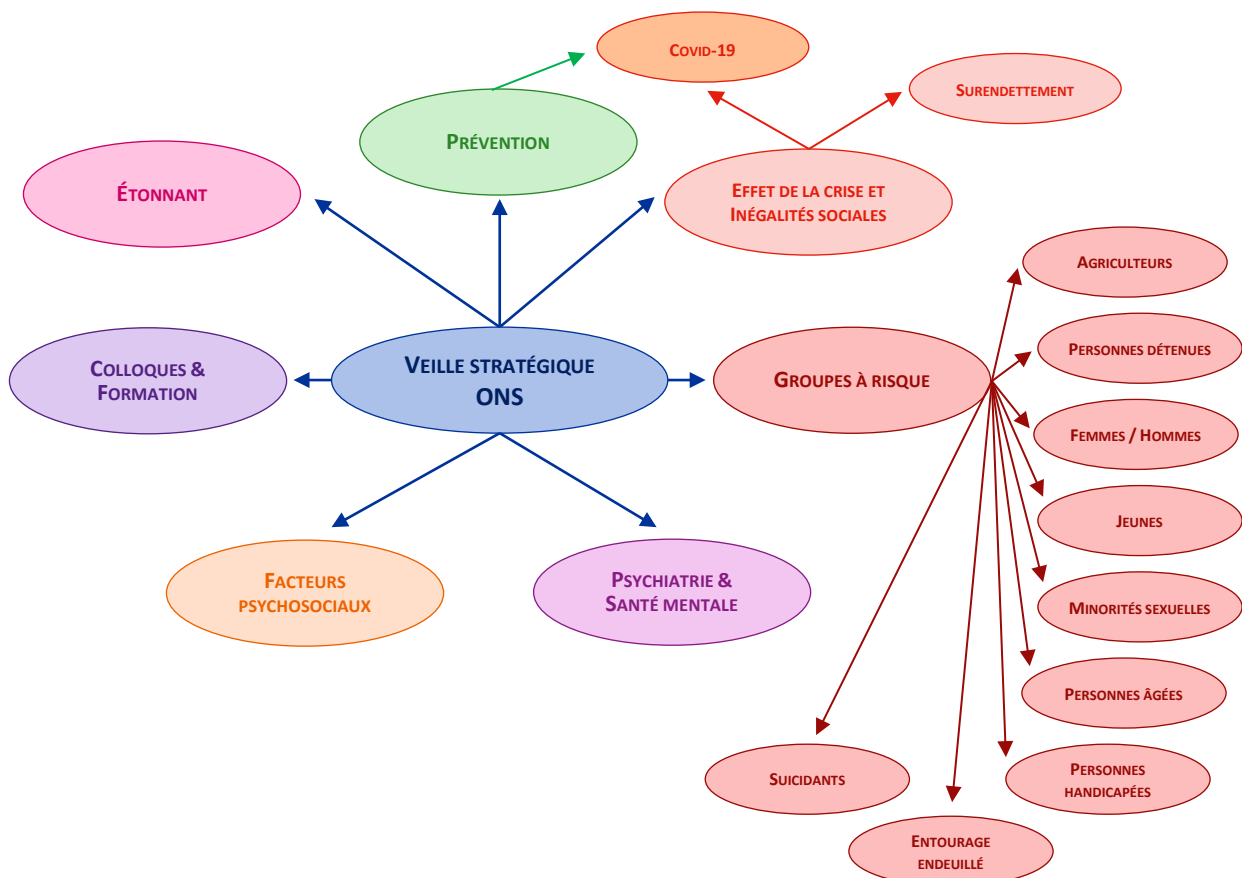 COVID-19
SURENDETTEMENT
PRÉVENTION
ÉTONNANT
EFFET DE LA CRISE ET
INÉGALITÉS SOCIALES
AGRICULTEURS
PERSONNES DÉTENUES
COLLOQUES &
FORMATION
VEILLE STRATÉGIQUE
ONS
GROUPES À RISQUE
FEMMES / HOMMES
JEUNES
FACTEURS
PSYCHOSOCIAUX
PSYCHIATRIE &
SANTÉ MENTALE
MINORITÉS SEXUELLES
PERSONNES ÂGÉES
SUICIDANTS
PERSONNES
HANDICAPÉES
ENTOURAGE
ENDEUILLÉ